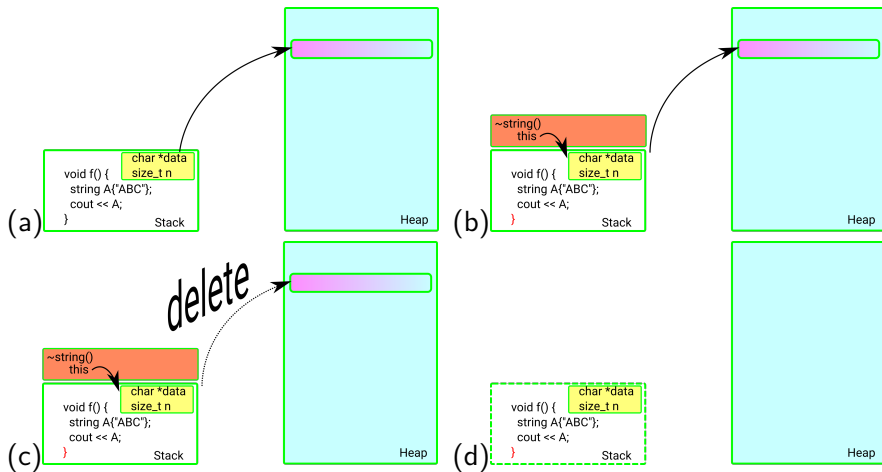 char *data
size_t n
void f() {
string A{"ABC"};
cout << A;
}
Stack
Heap
(a)
~string()
this
char *data
size_t n
void f() {
string A{"ABC"};
cout << A;
}
Stack
Heap
(b)
delete
~string()
this
char *data
size_t n
void f() {
string A{"ABC"};
cout << A;
}
Stack
Heap
(c)
char *data
size_t n
void f() {
string A{"ABC"};
cout << A;
}
Stack
Heap
(d)